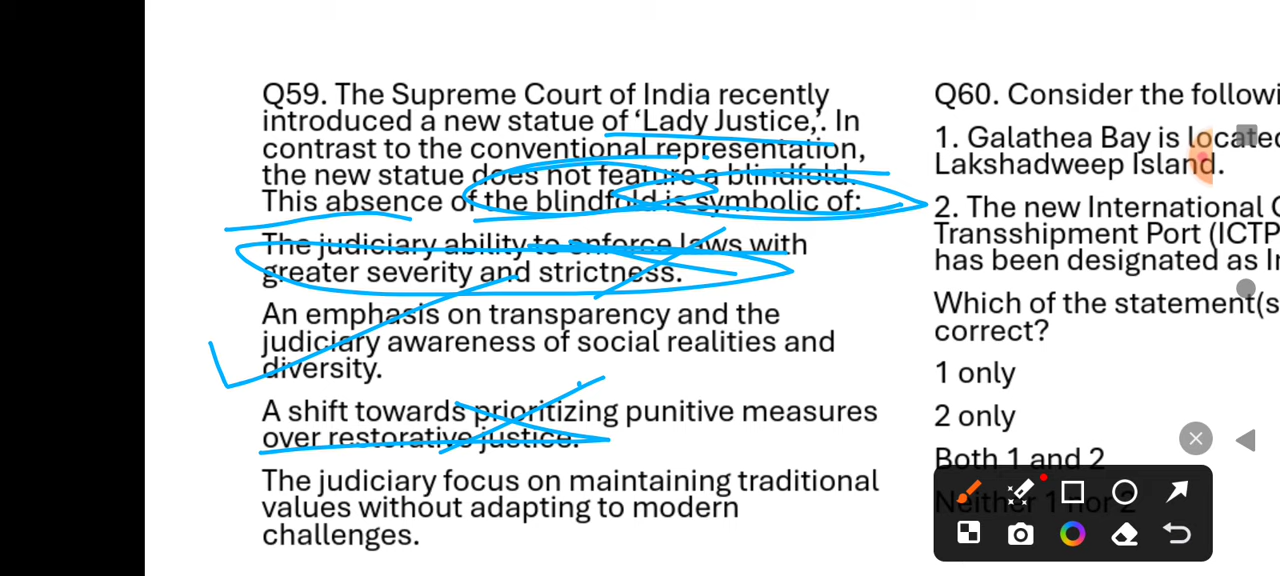 Q59. The Supreme Court of India recently
introduced a new statue of ‘Lady Justice,’. In
contrast to the conventional representation,
the new statue does not feature a blindfold.
This absence of the blindfold is symbolic of:
The judiciary ability to enforce laws with
greater severity and strictness.
An emphasis on transparency and the
judiciary awareness of social realities and
diversity.
A shift towards prioritizing punitive measures
over restorative justice.
The judiciary focus on maintaining traditional
values without adapting to modern
challenges.
Q60. Consider the followi
1. Galathea Bay is located
Lakshadweep Island.
2. The new International C
Transshipment Port (ICTP
has been designated as In
Which of the statement(s
correct?
1 only
2 only
Both 1 and 2
Neither 1 nor 2